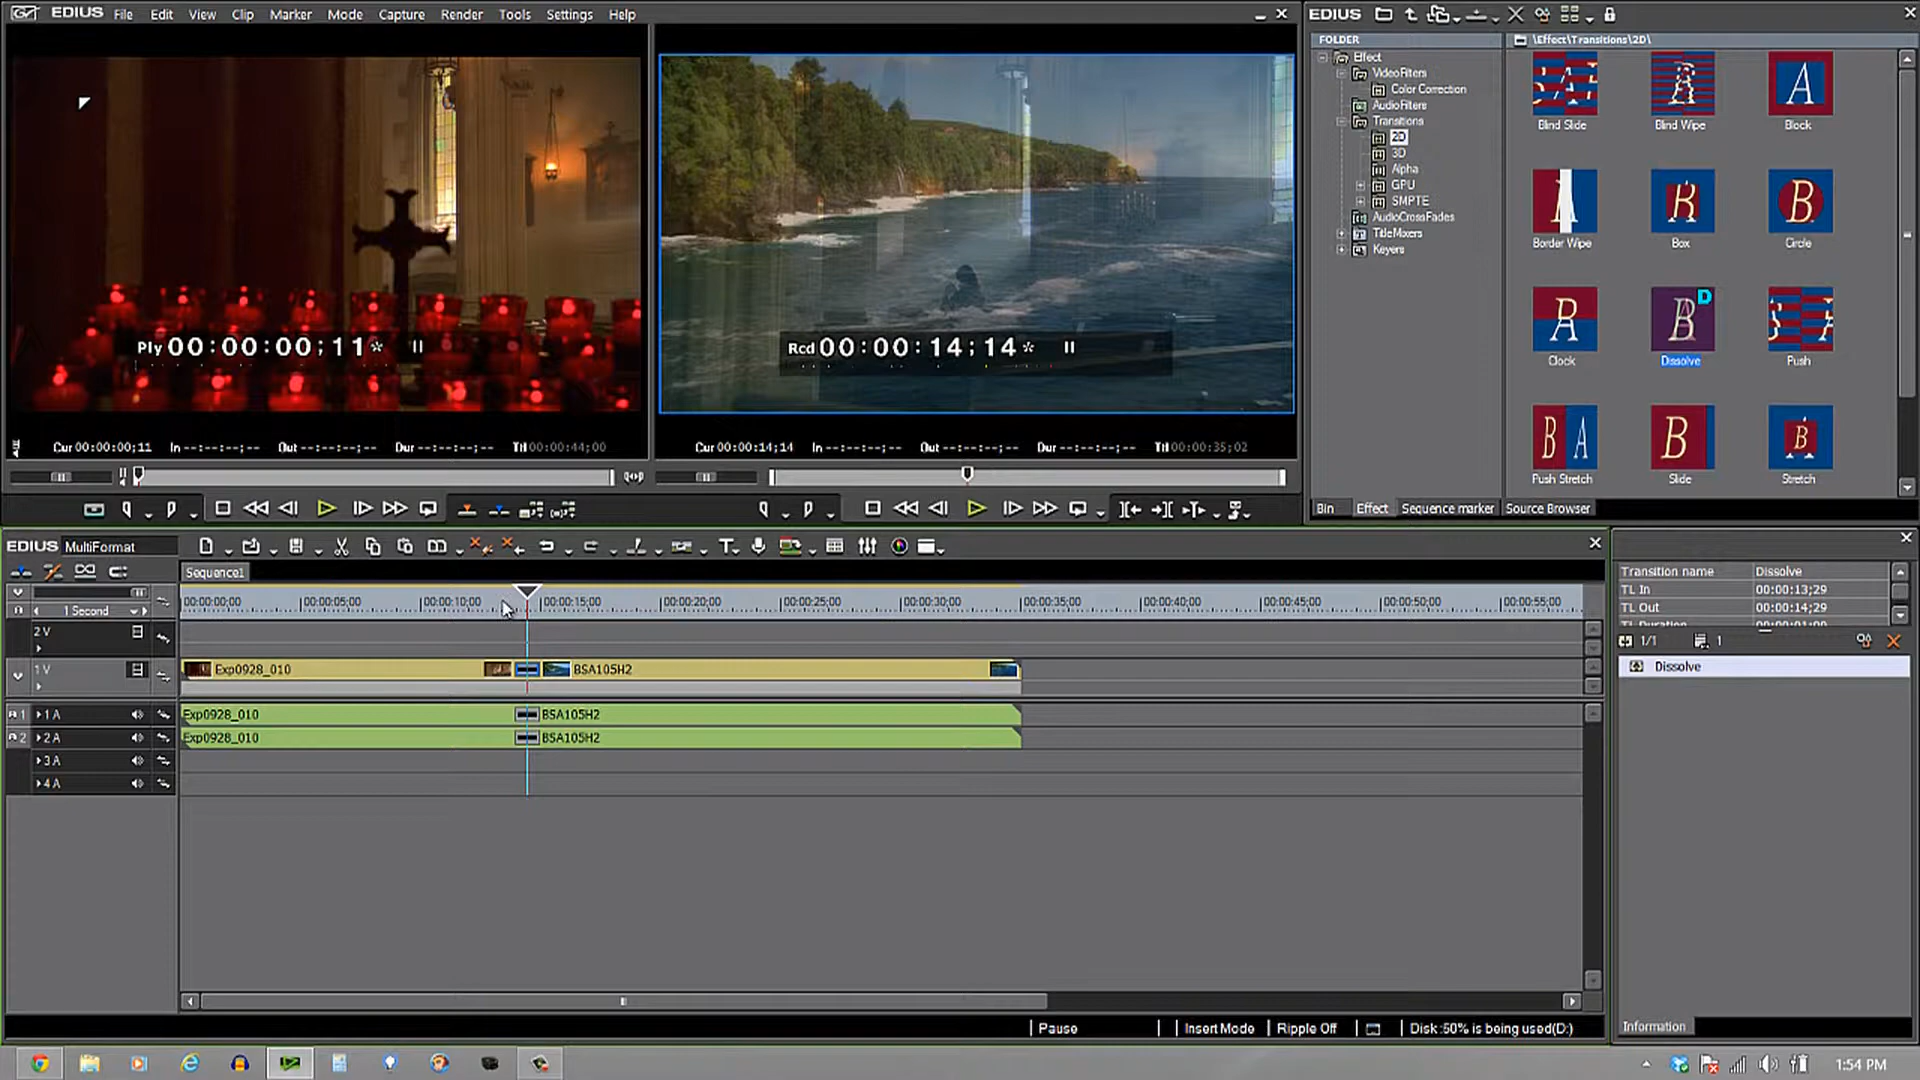 EDIUS File Edit View Clip Marker Mode Capture Render Tools Settings Help
EDIUS
FOLDER
\Effect\Transitions\2D\
Effect
VideoFilters
Color Correction
AudioFilters
Transitions
2D
3D
Alpha
GPU
SMPTE
AudioCrossFades
TitleMixers
Keyers
Blind Slide
Blind Wipe
Block
Border Wipe
Box
Circle
Clock
Dissolve
Push
Push Stretch
Slide
Stretch
Ply 00:00:00;11* II
Rcd 00:00:14;14* II
Cur 00:00:00;11 In --:--:--;-- Out --:--:--;-- Dur --:--:--;-- Ttl 00:00:44;00
Cur 00:00:14;14 In --:--:--;-- Out --:--:--;-- Dur --:--:--;-- Ttl 00:00:35;02
Bin Effect Sequence marker Source Browser
EDIUS MultiFormat
Sequence1
1 Second
00:00:00;00 00:00:05;00 00:00:10;00 00:00:15;00 00:00:20;00 00:00:25;00 00:00:30;00 00:00:35;00 00:00:40;00 00:00:45;00 00:00:50;00 00:00:55;00
2 V
1 V Exp0928_010 BSA105H2
1 1 A Exp0928_010 BSA105H2
2 2 A Exp0928_010 BSA105H2
3 A
4 A
Transition name Dissolve
TL In 00:00:13;29
TL Out 00:00:14;29
TL Duration 00:00:01;00
1/1 1
Dissolve
Information
Pause Insert Mode Ripple Off Disk :50% is being used(D:)
1:54 PM